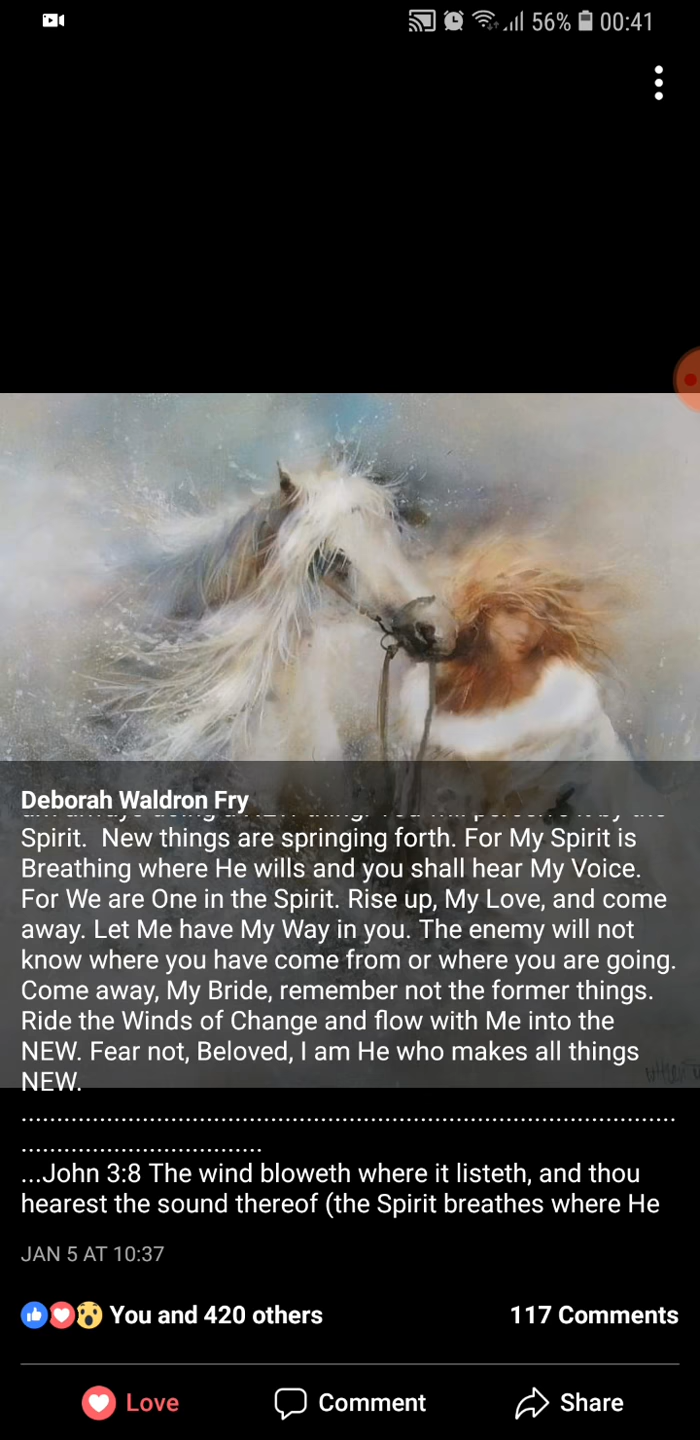 56% 00:41
Deborah Waldron Fry
Spirit.  New things are springing forth. For My Spirit is
Breathing where He wills and you shall hear My Voice.
For We are One in the Spirit. Rise up, My Love, and come
away. Let Me have My Way in you. The enemy will not
know where you have come from or where you are going.
Come away, My Bride, remember not the former things.
Ride the Winds of Change and flow with Me into the
NEW. Fear not, Beloved, I am He who makes all things
NEW.
............................................................................................
..................................
...John 3:8 The wind bloweth where it listeth, and thou
hearest the sound thereof (the Spirit breathes where He
JAN 5 AT 10:37
You and 420 others 117 Comments
Love Comment Share